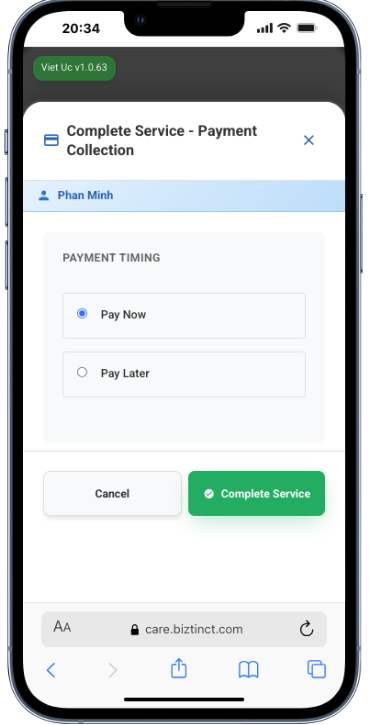 20:34
Viet Uc v1.0.63
Complete Service - Payment
Collection
Phan Minh
PAYMENT TIMING
Pay Now
Pay Later
Cancel
Complete Service
AA
care.biztinct.com